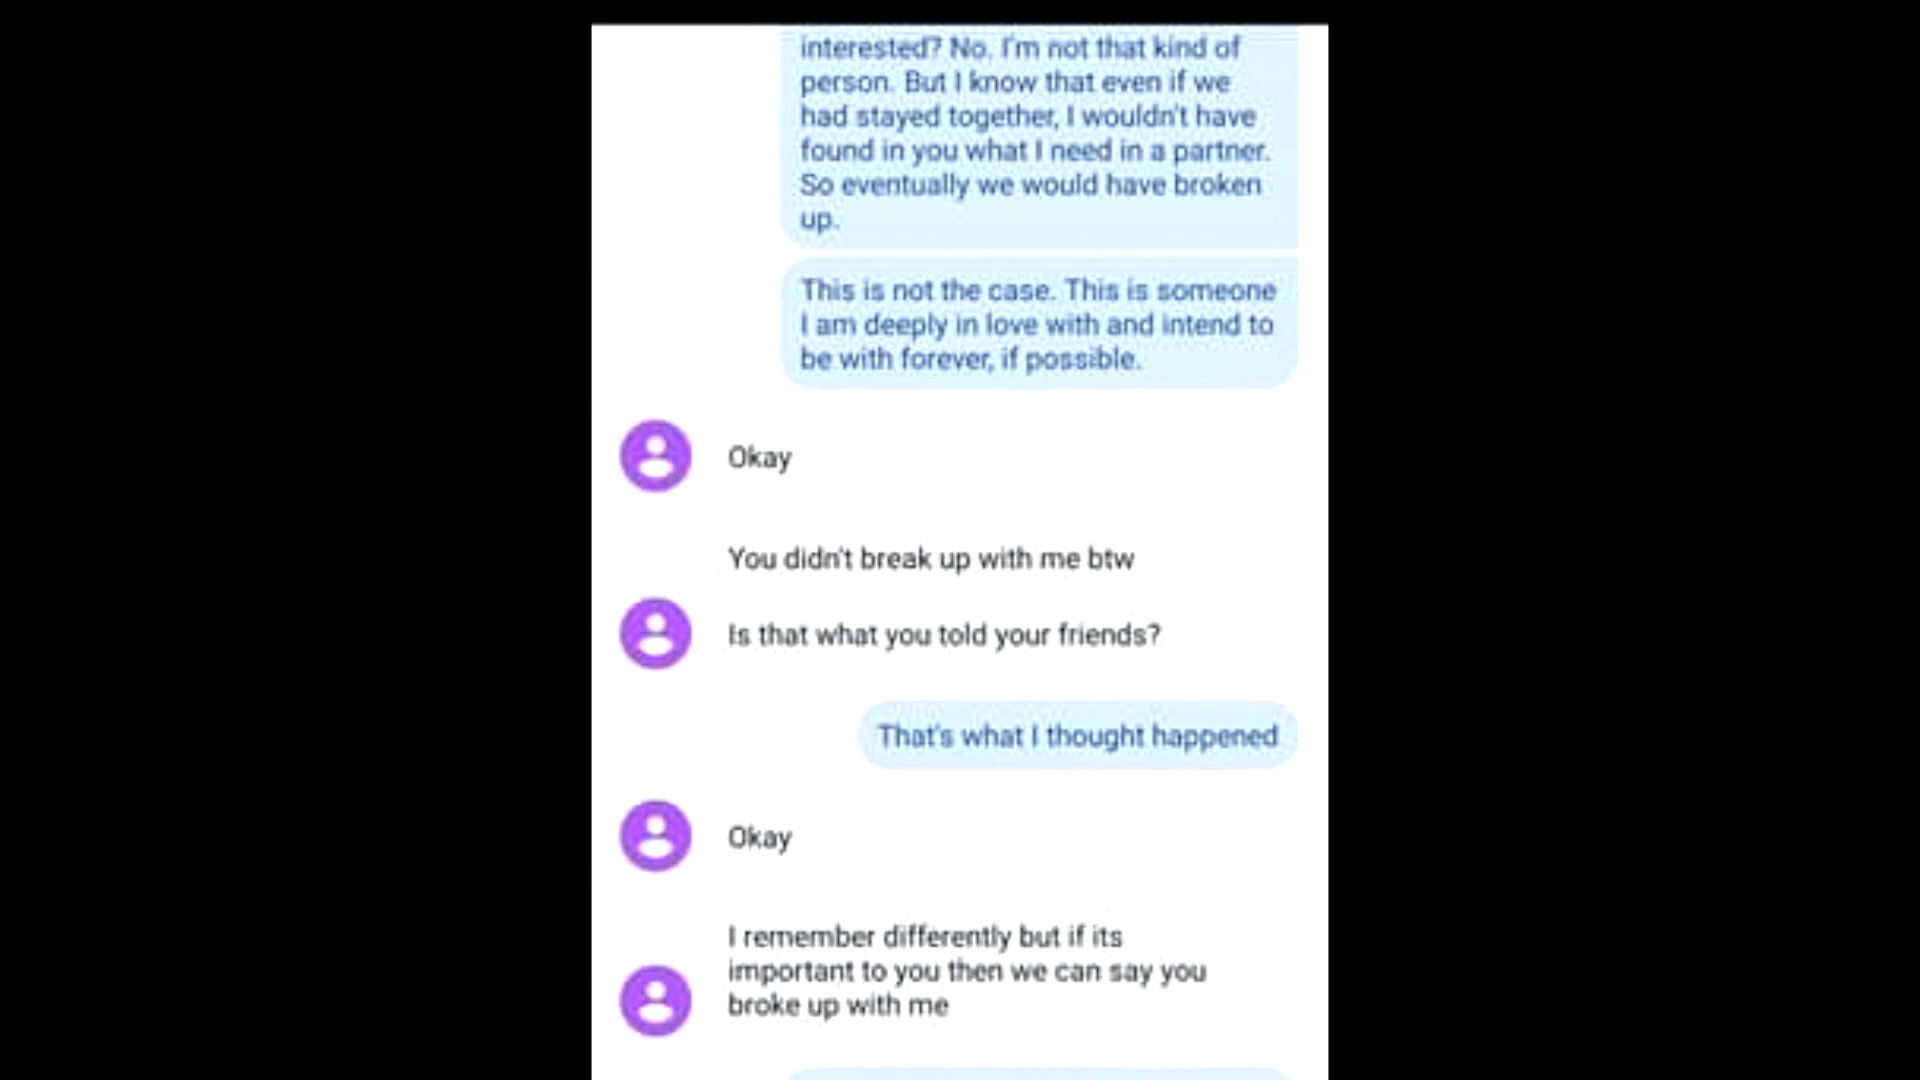 interested? No. I'm not that kind of
person. But I know that even if we
had stayed together, I wouldn't have
found in you what I need in a partner.
So eventually we would have broken
up.
This is not the case. This is someone
I am deeply in love with and intend to
be with forever, if possible.
Okay
You didn't break up with me btw
Is that what you told your friends?
That's what I thought happened
Okay
I remember differently but if its
important to you then we can say you
broke up with me